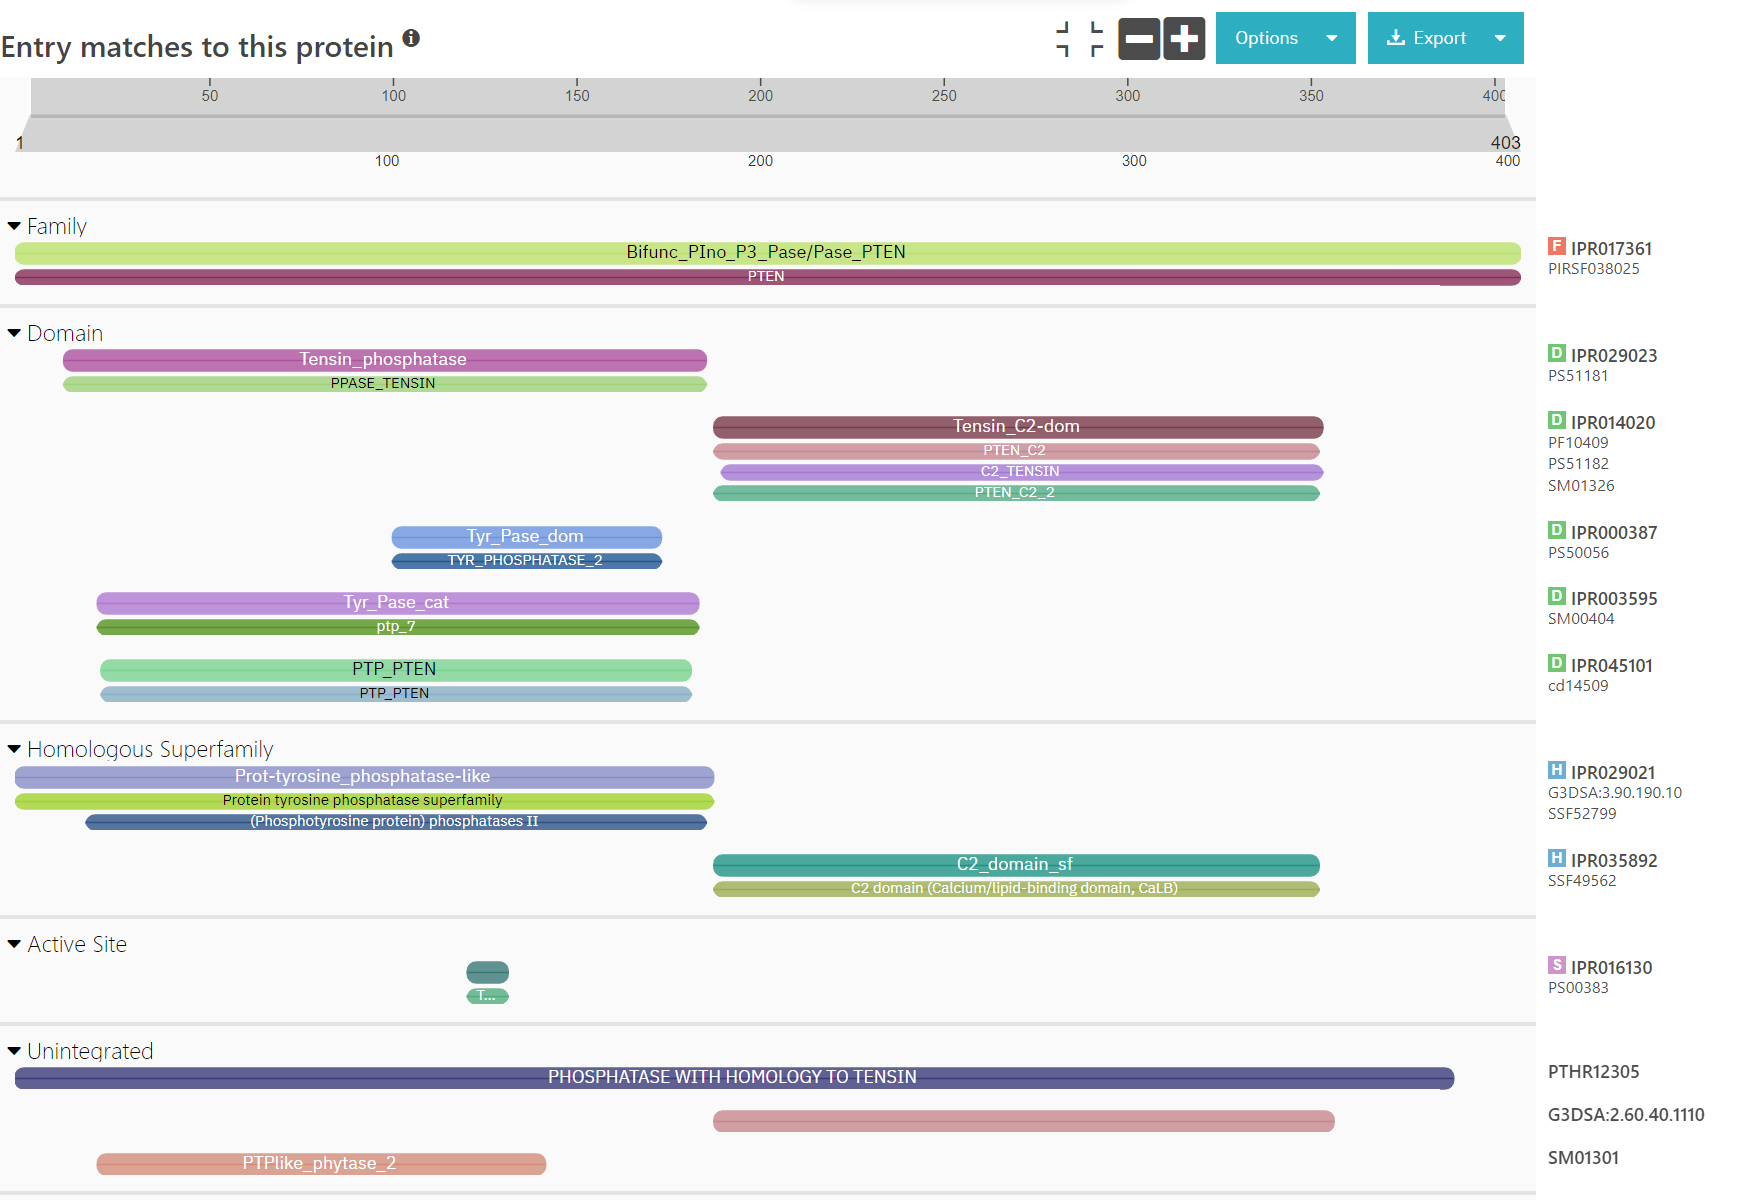 Entry matches to this protein
Options
Export
50 100 150 200 250 300 350 400
1 403
100 200 300 400
Family
Bifunc_PIno_P3_Pase/Pase_PTEN
F IPR017361
PTEN
PIRSF038025
Domain
Tensin_phosphatase
D IPR029023
PPASE_TENSIN
PS51181
Tensin_C2-dom
D IPR014020
PTEN_C2
PF10409
C2_TENSIN
PS51182
PTEN_C2_2
SM01326
Tyr_Pase_dom
D IPR000387
TYR_PHOSPHATASE_2
PS50056
Tyr_Pase_cat
D IPR003595
ptp_7
SM00404
PTP_PTEN
D IPR045101
PTP_PTEN
cd14509
Homologous Superfamily
Prot-tyrosine_phosphatase-like
H IPR029021
Protein tyrosine phosphatase superfamily
G3DSA:3.90.190.10
(Phosphotyrosine protein) phosphatases II
SSF52799
C2_domain_sf
H IPR035892
C2 domain (Calcium/lipid-binding domain, CaLB)
SSF49562
Active Site
S IPR016130
T...
PS00383
Unintegrated
PHOSPHATASE WITH HOMOLOGY TO TENSIN
PTHR12305
G3DSA:2.60.40.1110
PTPlike_phytase_2
SM01301